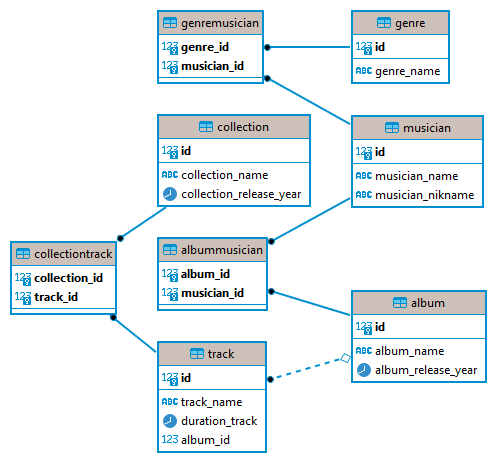 genremusician
123 genre_id
123 musician_id
genre
123 id
ABC genre_name
collection
123 id
ABC collection_name
collection_release_year
musician
123 id
ABC musician_name
ABC musician_nikname
collectiontrack
123 collection_id
123 track_id
albummusician
123 album_id
123 musician_id
album
123 id
ABC album_name
album_release_year
track
123 id
ABC track_name
duration_track
123 album_id